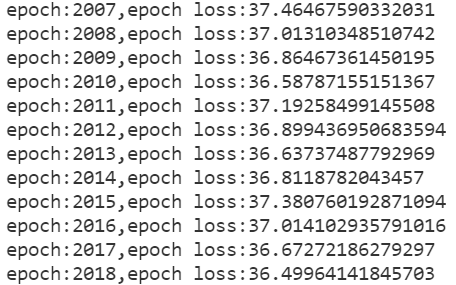 epoch:2007,epoch loss:37.46467590332031
epoch:2008,epoch loss:37.01310348510742
epoch:2009,epoch loss:36.86467361450195
epoch:2010,epoch loss:36.58787155151367
epoch:2011,epoch loss:37.19258499145508
epoch:2012,epoch loss:36.899436950683594
epoch:2013,epoch loss:36.63737487792969
epoch:2014,epoch loss:36.8118782043457
epoch:2015,epoch loss:37.380760192871094
epoch:2016,epoch loss:37.014102935791016
epoch:2017,epoch loss:36.67272186279297
epoch:2018,epoch loss:36.49964141845703